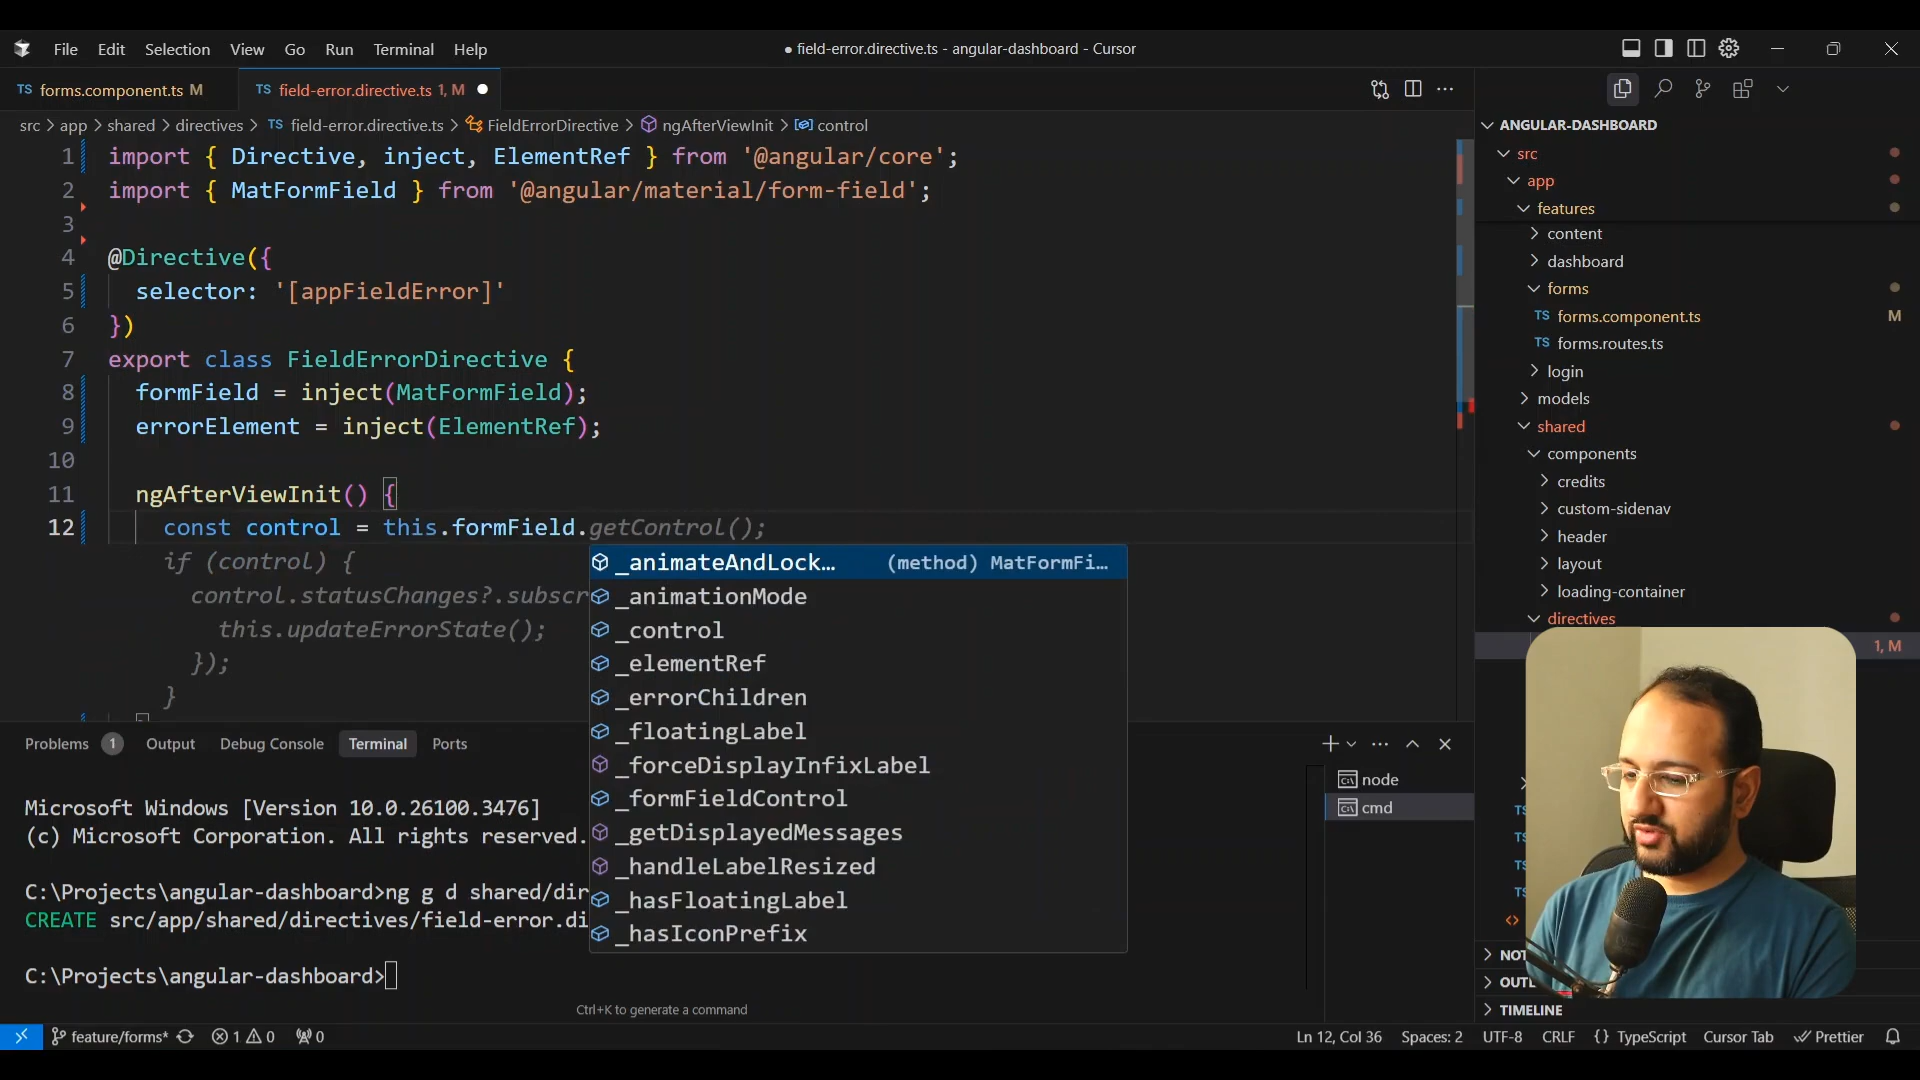 File Edit Selection View Go Run Terminal Help
● field-error.directive.ts - angular-dashboard - Cursor
TS forms.component.ts M
TS field-error.directive.ts 1, M
src > app > shared > directives > TS field-error.directive.ts > FieldErrorDirective > ngAfterViewInit > control
1 import { Directive, inject, ElementRef } from '@angular/core';
2 import { MatFormField } from '@angular/material/form-field';
3
4 @Directive({
5 selector: '[appFieldError]'
6 })
7 export class FieldErrorDirective {
8 formField = inject(MatFormField);
9 errorElement = inject(ElementRef);
10
11 ngAfterViewInit() {
12 const control = this.formField.getControl();
if (control) {
control.statusChanges?.subscr
this.updateErrorState();
});
}
_animateAndLock… (method) MatFormFi…
_animationMode
_control
_elementRef
_errorChildren
_floatingLabel
_forceDisplayInfixLabel
_formFieldControl
_getDisplayedMessages
_handleLabelResized
_hasFloatingLabel
_hasIconPrefix
Problems 1 Output Debug Console Terminal Ports
Microsoft Windows [Version 10.0.26100.3476]
(c) Microsoft Corporation. All rights reserved.
C:\Projects\angular-dashboard>ng g d shared/dir
CREATE src/app/shared/directives/field-error.di
C:\Projects\angular-dashboard>
Ctrl+K to generate a command
node
cmd
ANGULAR-DASHBOARD
src
app
features
content
dashboard
forms
TS forms.component.ts M
TS forms.routes.ts
login
models
shared
components
credits
custom-sidenav
header
layout
loading-container
directives
1, M
TS
TS
TS
TS
<>
NOT
OUTL
TIMELINE
feature/forms* 1 0 0
Ln 12, Col 36 Spaces: 2 UTF-8 CRLF {} TypeScript Cursor Tab Prettier